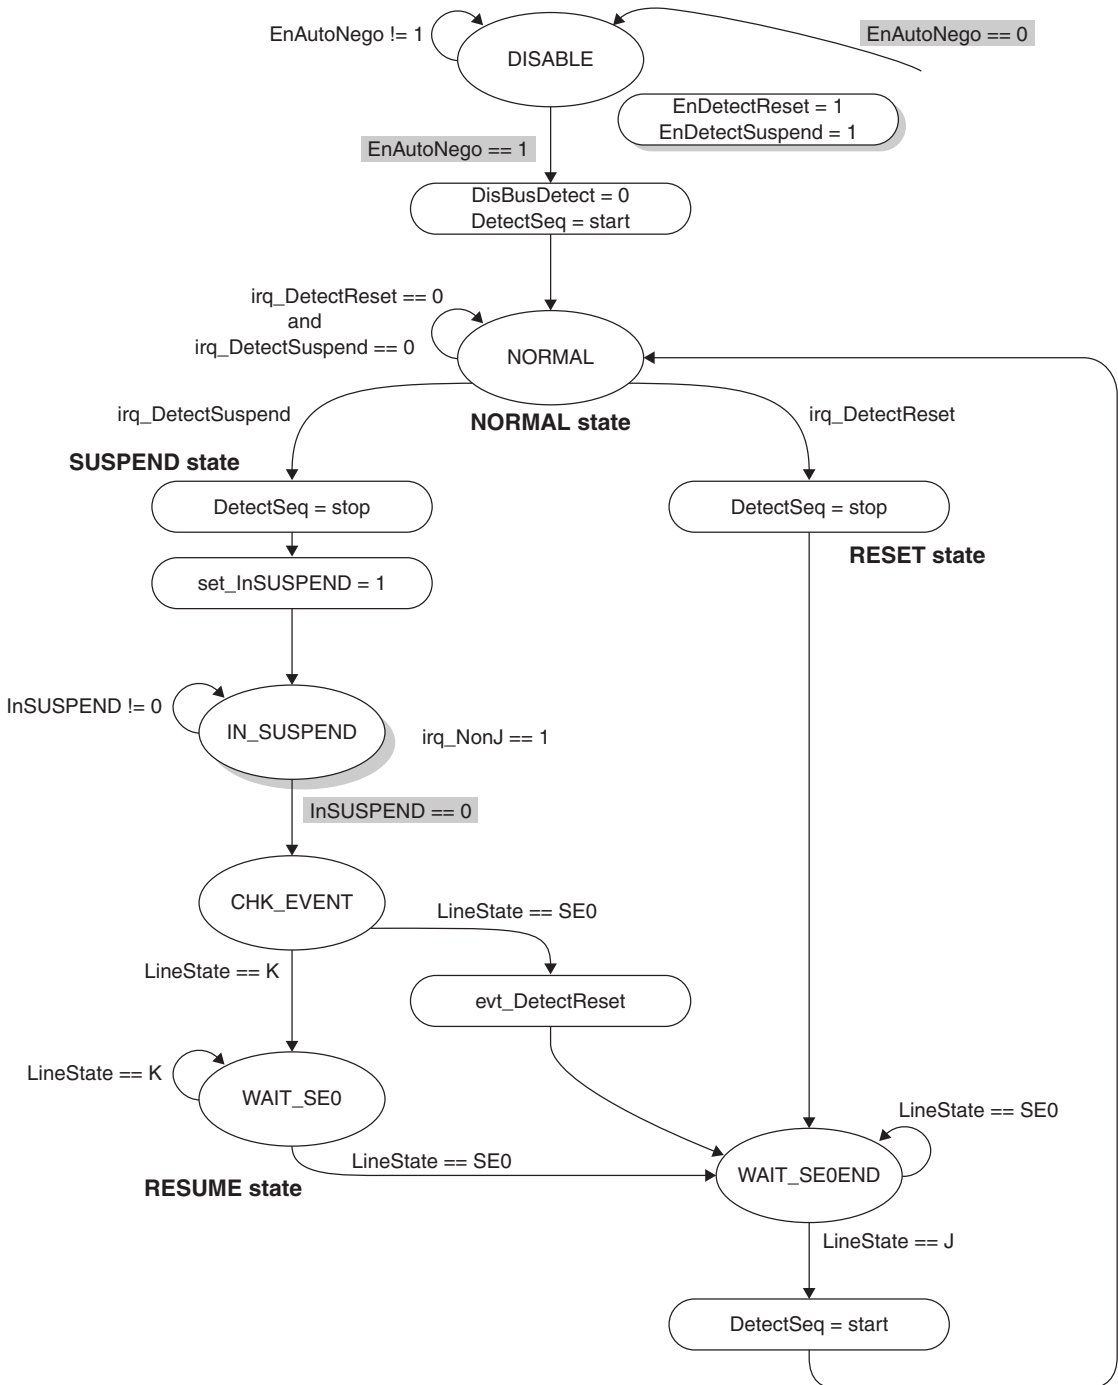 EnAutoNego != 1
DISABLE
EnAutoNego == 0
EnDetectReset = 1
EnDetectSuspend = 1
EnAutoNego == 1
DisBusDetect = 0
DetectSeq = start
irq_DetectReset == 0
and
irq_DetectSuspend == 0
NORMAL
irq_DetectSuspend
NORMAL state
irq_DetectReset
SUSPEND state
DetectSeq = stop
DetectSeq = stop
RESET state
set_InSUSPEND = 1
InSUSPEND != 0
IN_SUSPEND
irq_NonJ == 1
InSUSPEND == 0
CHK_EVENT
LineState == SE0
LineState == K
evt_DetectReset
LineState == K
WAIT_SE0
LineState == SE0
LineState == SE0
WAIT_SE0END
RESUME state
LineState == J
DetectSeq = start